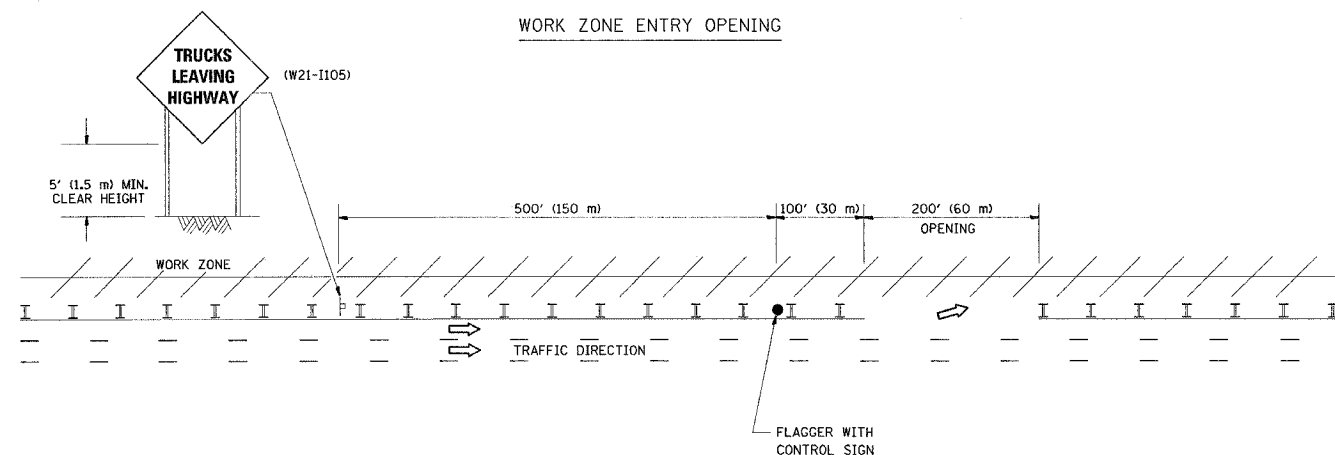 WORK ZONE ENTRY OPENING
TRUCKS
LEAVING
HIGHWAY
(W21-I105)
5' (1.5 m) MIN.
CLEAR HEIGHT
500' (150 m)
100' (30 m)
200' (60 m)
OPENING
WORK ZONE
TRAFFIC DIRECTION
FLAGGER WITH
CONTROL SIGN